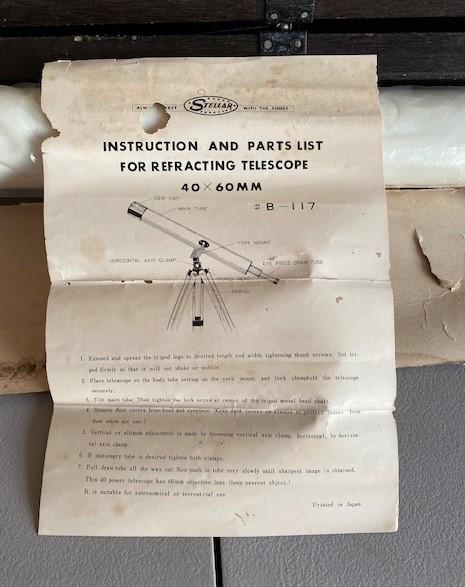 STELLAR
WITH THE FINEST
INSTRUCTION AND PARTS LIST
FOR REFRACTING TELESCOPE
40×60MM
#B-117
DEW CAP
MAIN TUBE
FORK MOUNT
HORIZONTAL AXIS CLAMP
EYE PIECE DRAW TUBE
TRIPOD HEAD
TRIPOD
1. Extened and spread the tripod legs to desired length end width, tightening thumb screws. Set tri-
pod firmly so that it will not shake or wobble.
2. Place telescope on the body tube setting on the york mount and lock clamphold the telescope
securely.
3. Tilt main tube. Then tighten the lock screw at center of the tripod metal head shaft.
4. Remove dust covers from head and eyepiece. (Keep dust covers on always to protect lenses from
dust when not use.)
5. Vertical or altitude adjustment is made by loosening vertical axis clamp, horizontal, by horizon-
tal axis clamp.
6. If stationary tube is desired tighten both clamps.
7. Pull draw tube all the way out. Now push in tube very slowly until sharpest image is obtained.
This 40 power telescope has 60mm objective lens. (lens nearest object.)
It is suitable for astronomical or terrestrial use
Printed in Japan